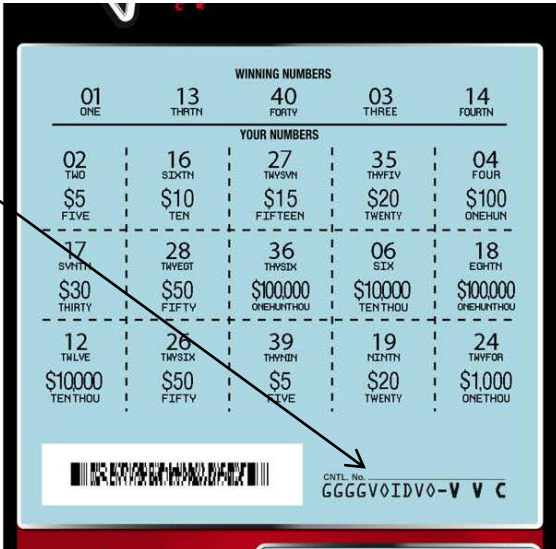 WINNING NUMBERS
01 13 40 03 14
ONE THRTN FORTY THREE FOURTN
YOUR NUMBERS
02 16 27 35 04
TWO SIXTN TWYSVN THYFIV FOUR
$5 $10 $15 $20 $100
FIVE TEN FIFTEEN TWENTY ONEHUN
17 28 36 06 18
SVNTN TWYEGT THYSIX SIX EGHTN
$30 $50 $100,000 $10,000 $100,000
THIRTY FIFTY ONEHUNTHOU TENTHOU ONEHUNTHOU
12 26 39 19 24
TWLVE TWYSIX THYNIN NINTN TWYFOR
$10,000 $50 $5 $20 $1,000
TENTHOU FIFTY FIVE TWENTY ONETHOU
CNTL. No.
GGGGV0IDV0-V V C